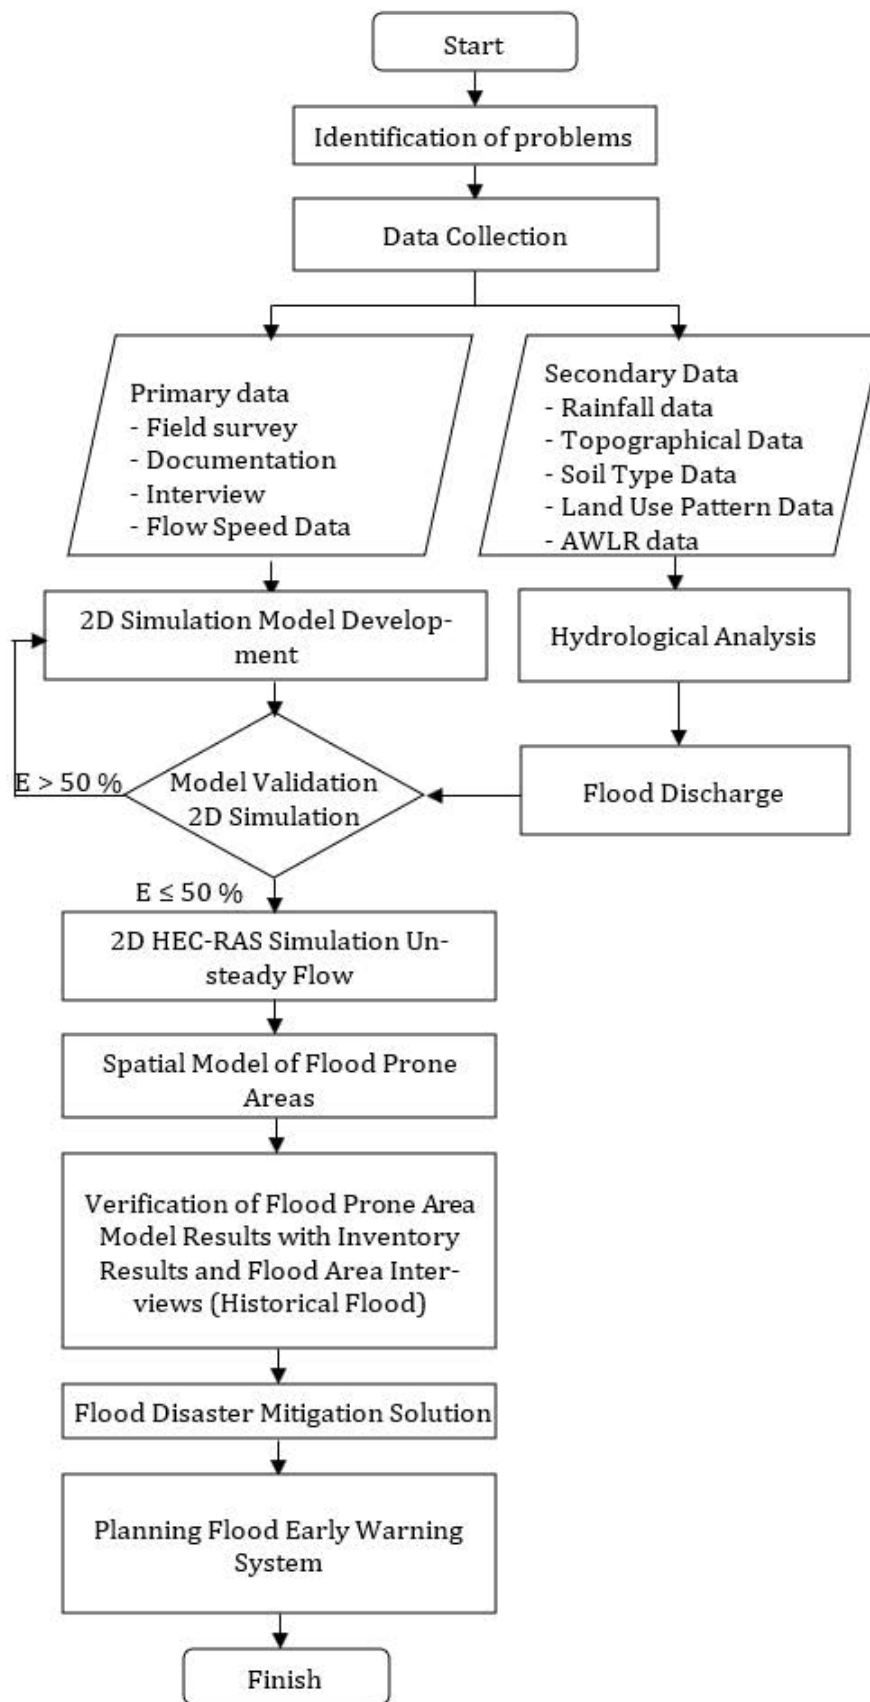 Start
Identification of problems
Data Collection
Primary data
- Field survey
- Documentation
- Interview
- Flow Speed Data
Secondary Data
- Rainfall data
- Topographical Data
- Soil Type Data
- Land Use Pattern Data
- AWLR data
2D Simulation Model Develop-
ment
Hydrological Analysis
E > 50 %
Model Validation
2D Simulation
Flood Discharge
E ≤ 50 %
2D HEC-RAS Simulation Un-
steady Flow
Spatial Model of Flood Prone
Areas
Verification of Flood Prone Area
Model Results with Inventory
Results and Flood Area Inter-
views (Historical Flood)
Flood Disaster Mitigation Solution
Planning Flood Early Warning
System
Finish